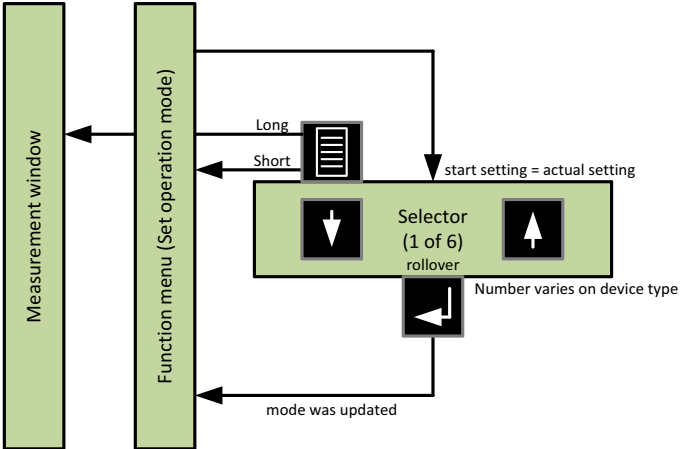 Measurement window
Function menu (Set operation mode)
Long
Short
start setting = actual setting
Selector
(1 of 6)
rollover
Number varies on device type
mode was updated